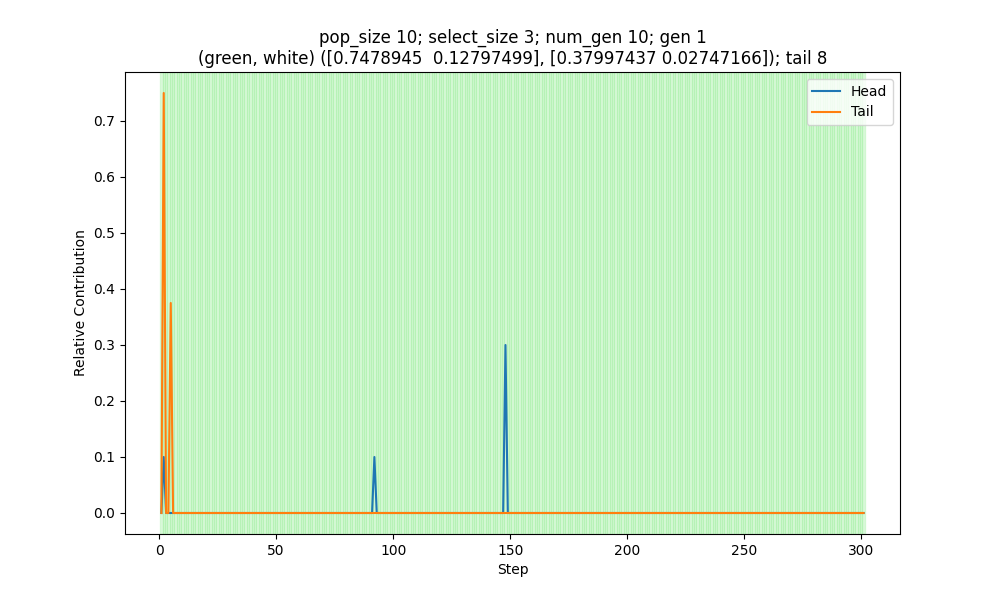 pop_size 10; select_size 3; num_gen 10; gen 1
(green, white) ([0.7478945  0.12797499], [0.37997437 0.02747166]); tail 8
Head
Tail
0.7
0.6
0.5
0.4
0.3
0.2
0.1
0.0
Relative Contribution
0 50 100 150 200 250 300
Step